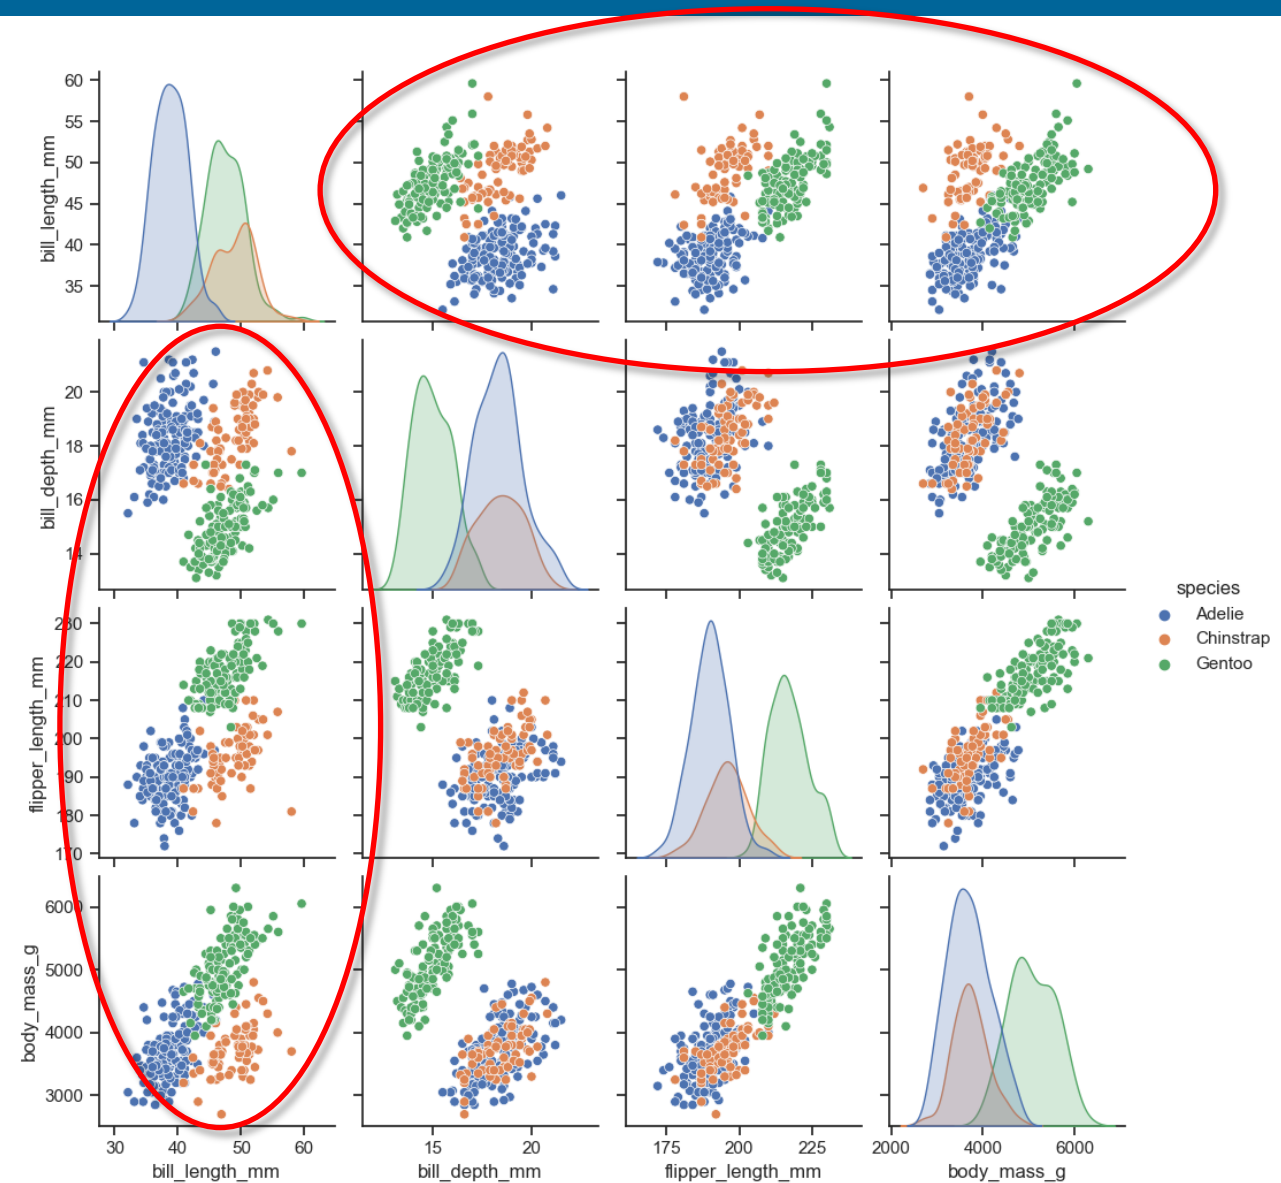 60
55
50
45
40
35
bill_length_mm
20
18
16
14
bill_depth_mm
species
Adelie
Chinstrap
Gentoo
230
220
210
200
190
180
170
flipper_length_mm
6000
5000
4000
3000
body_mass_g
30 40 50 60
bill_length_mm
15 20
bill_depth_mm
175 200 225
flipper_length_mm
2000 4000 6000
body_mass_g